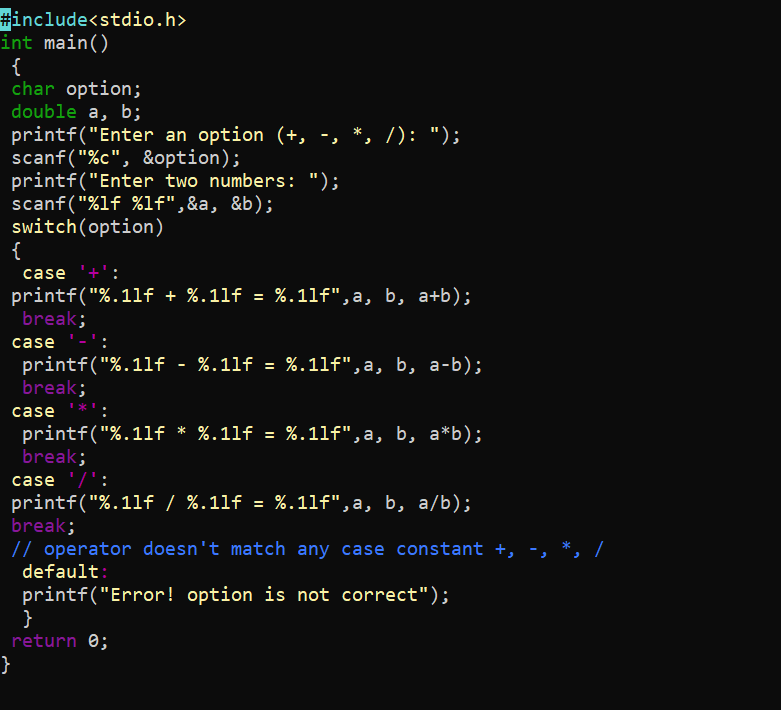 #include<stdio.h>
int main()
 {
 char option;
 double a, b;
 printf("Enter an option (+, -, *, /): ");
 scanf("%c", &option);
 printf("Enter two numbers: ");
 scanf("%lf %lf",&a, &b);
 switch(option)
 {
  case '+':
 printf("%.1lf + %.1lf = %.1lf",a, b, a+b);
  break;
 case '-':
  printf("%.1lf - %.1lf = %.1lf",a, b, a-b);
  break;
 case '*':
  printf("%.1lf * %.1lf = %.1lf",a, b, a*b);
  break;
 case '/':
 printf("%.1lf / %.1lf = %.1lf",a, b, a/b);
 break;
 // operator doesn't match any case constant +, -, *, /
  default:
  printf("Error! option is not correct");
  }
 return 0;
}